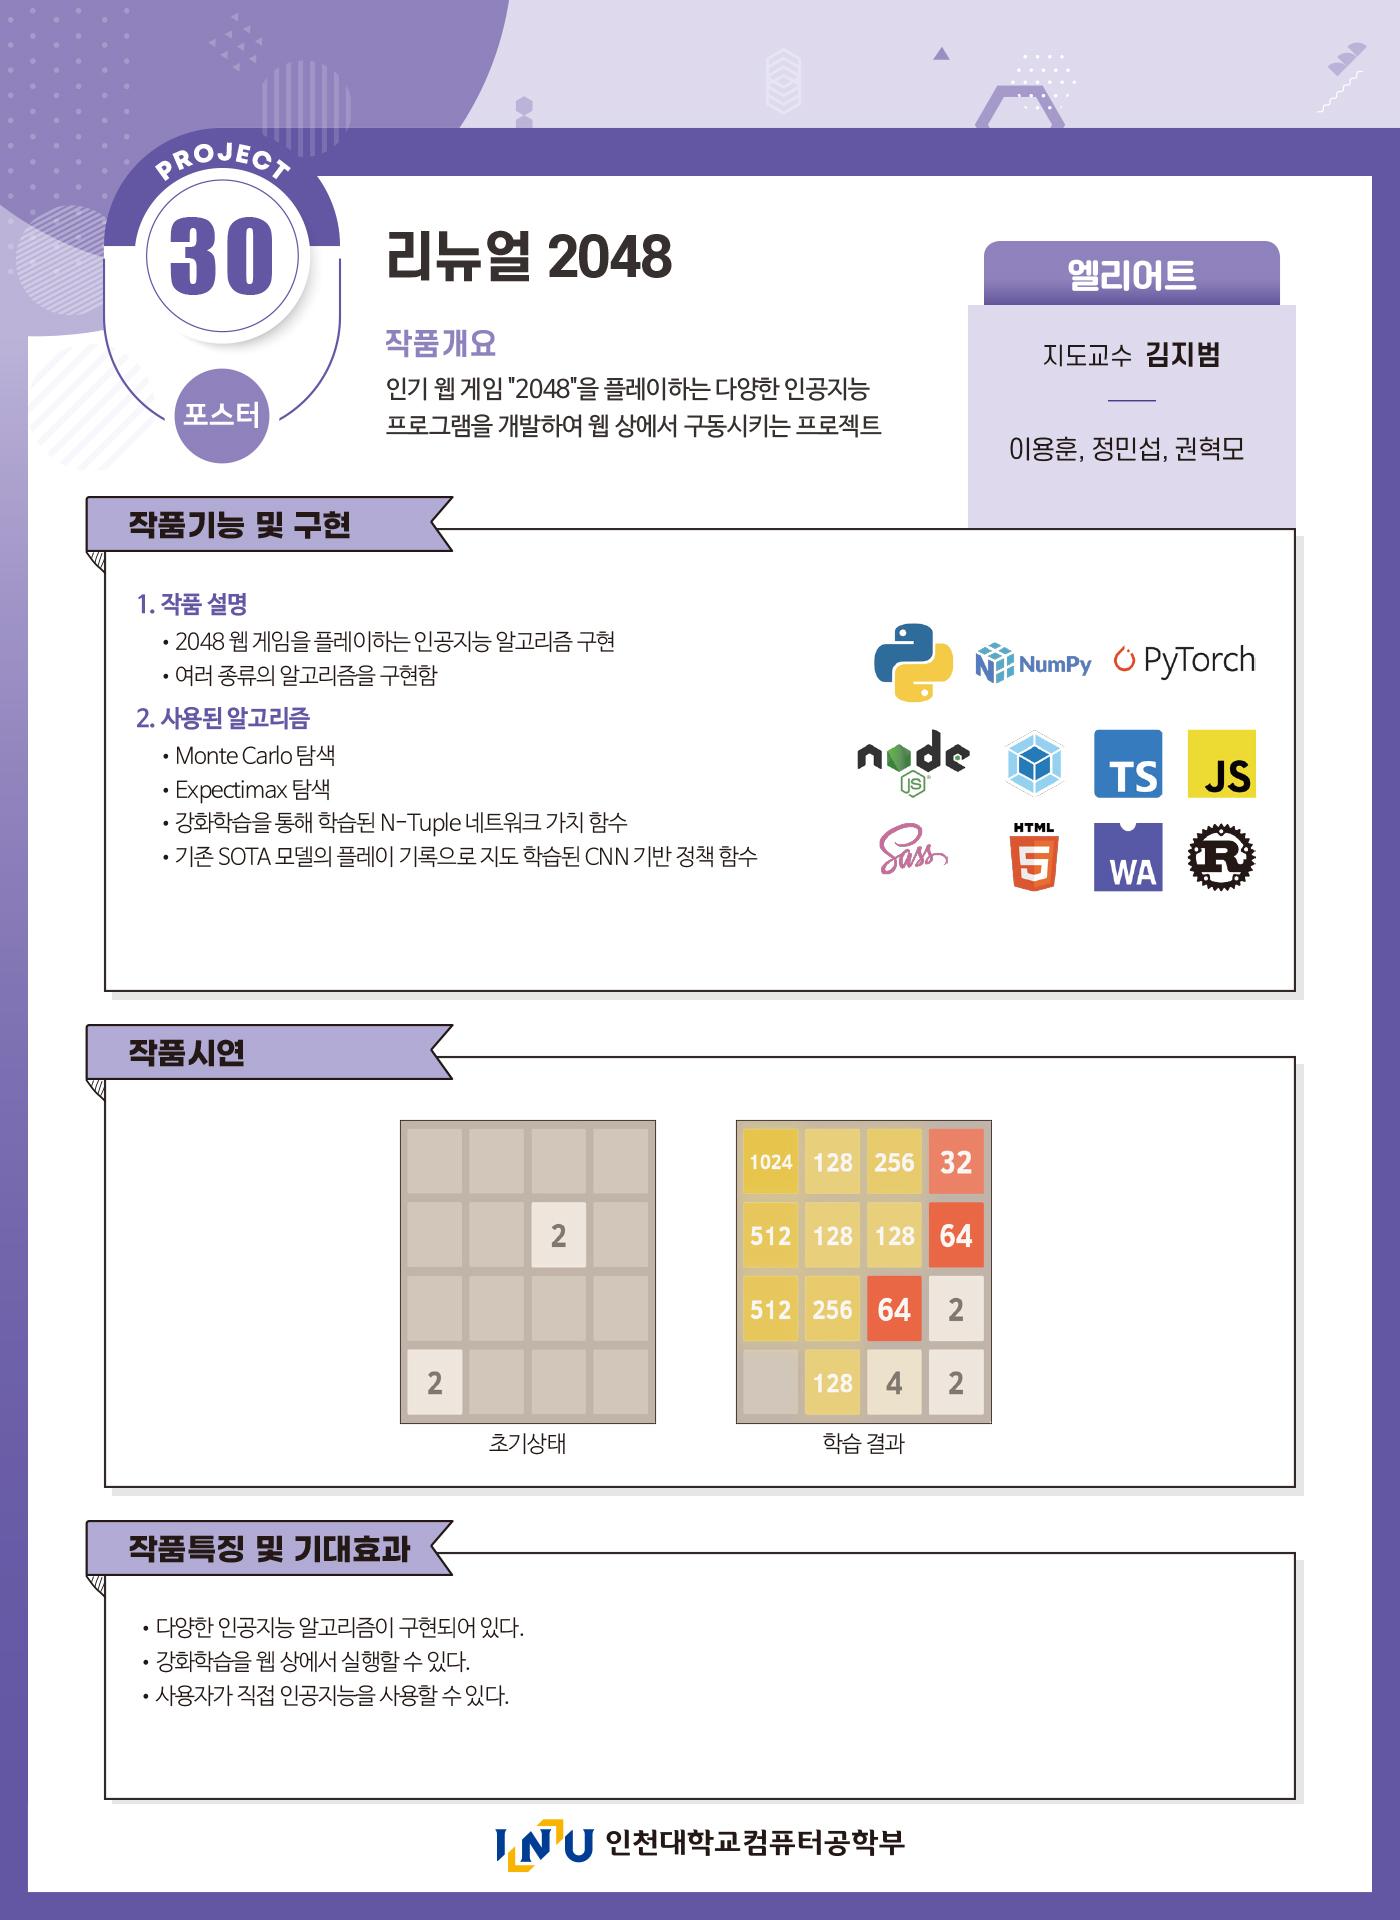 PROJECT
30
포스터
리뉴얼 2048
작품개요
인기 웹 게임 "2048"을 플레이하는 다양한 인공지능
프로그램을 개발하여 웹 상에서 구동시키는 프로젝트
엘리어트
지도교수 김지범
이용훈, 정민섭, 권혁모
작품기능 및 구현
1. 작품 설명
• 2048 웹 게임을 플레이하는 인공지능 알고리즘 구현
• 여러 종류의 알고리즘을 구현함
2. 사용된 알고리즘
• Monte Carlo 탐색
• Expectimax 탐색
• 강화학습을 통해 학습된 N-Tuple 네트워크 가치 함수
• 기존 SOTA 모델의 플레이 기록으로 지도 학습된 CNN 기반 정책 함수
NumPy
PyTorch
node
JS
TS
JS
Sass
HTML
5
WA
R
작품시연
2
2
초기상태
1024 128 256 32
512 128 128 64
512 256 64 2
128 4 2
학습 결과
작품특징 및 기대효과
• 다양한 인공지능 알고리즘이 구현되어 있다.
• 강화학습을 웹 상에서 실행할 수 있다.
• 사용자가 직접 인공지능을 사용할 수 있다.
INU 인천대학교컴퓨터공학부